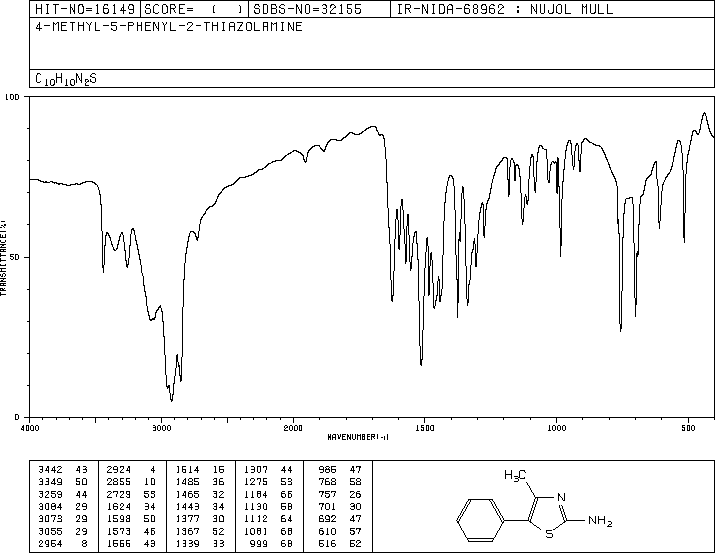 HIT-NO=16149 SCORE= ( ) SDBS-NO=32155 IR-NIDA-68962 : NUJOL MULL
4-METHYL-5-PHENYL-2-THIAZOLAMINE
C10H10N2S
100
50
0
TRANSMITTANCE(%)
4000 3000 2000 1500 1000 500
WAVENUMBER(-1)
3442 43 2924 4 1514 16 1307 44 986 47
3349 50 2855 10 1485 36 1275 53 768 58
3259 44 2729 55 1465 32 1184 66 757 26
3084 29 1624 34 1443 34 1130 58 701 30
3073 29 1598 50 1377 30 1112 64 692 47
3055 29 1573 46 1367 52 1081 68 610 57
2954 8 1556 43 1339 33 999 68 516 52
H3C
N
S
NH2